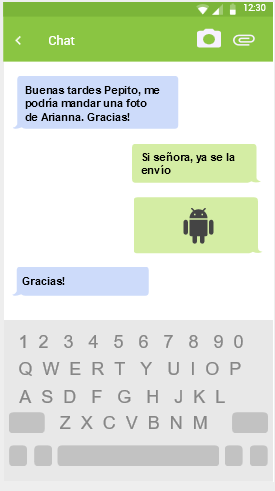 12:30
Chat
Buenas tardes Pepito, me
podría mandar una foto
de Arianna. Gracias!
Si señora, ya se la
envío
Gracias!
1 2 3 4 5 6 7 8 9 0
Q W E R T Y U I O P
A S D F G H J K L
Z X C V B N M